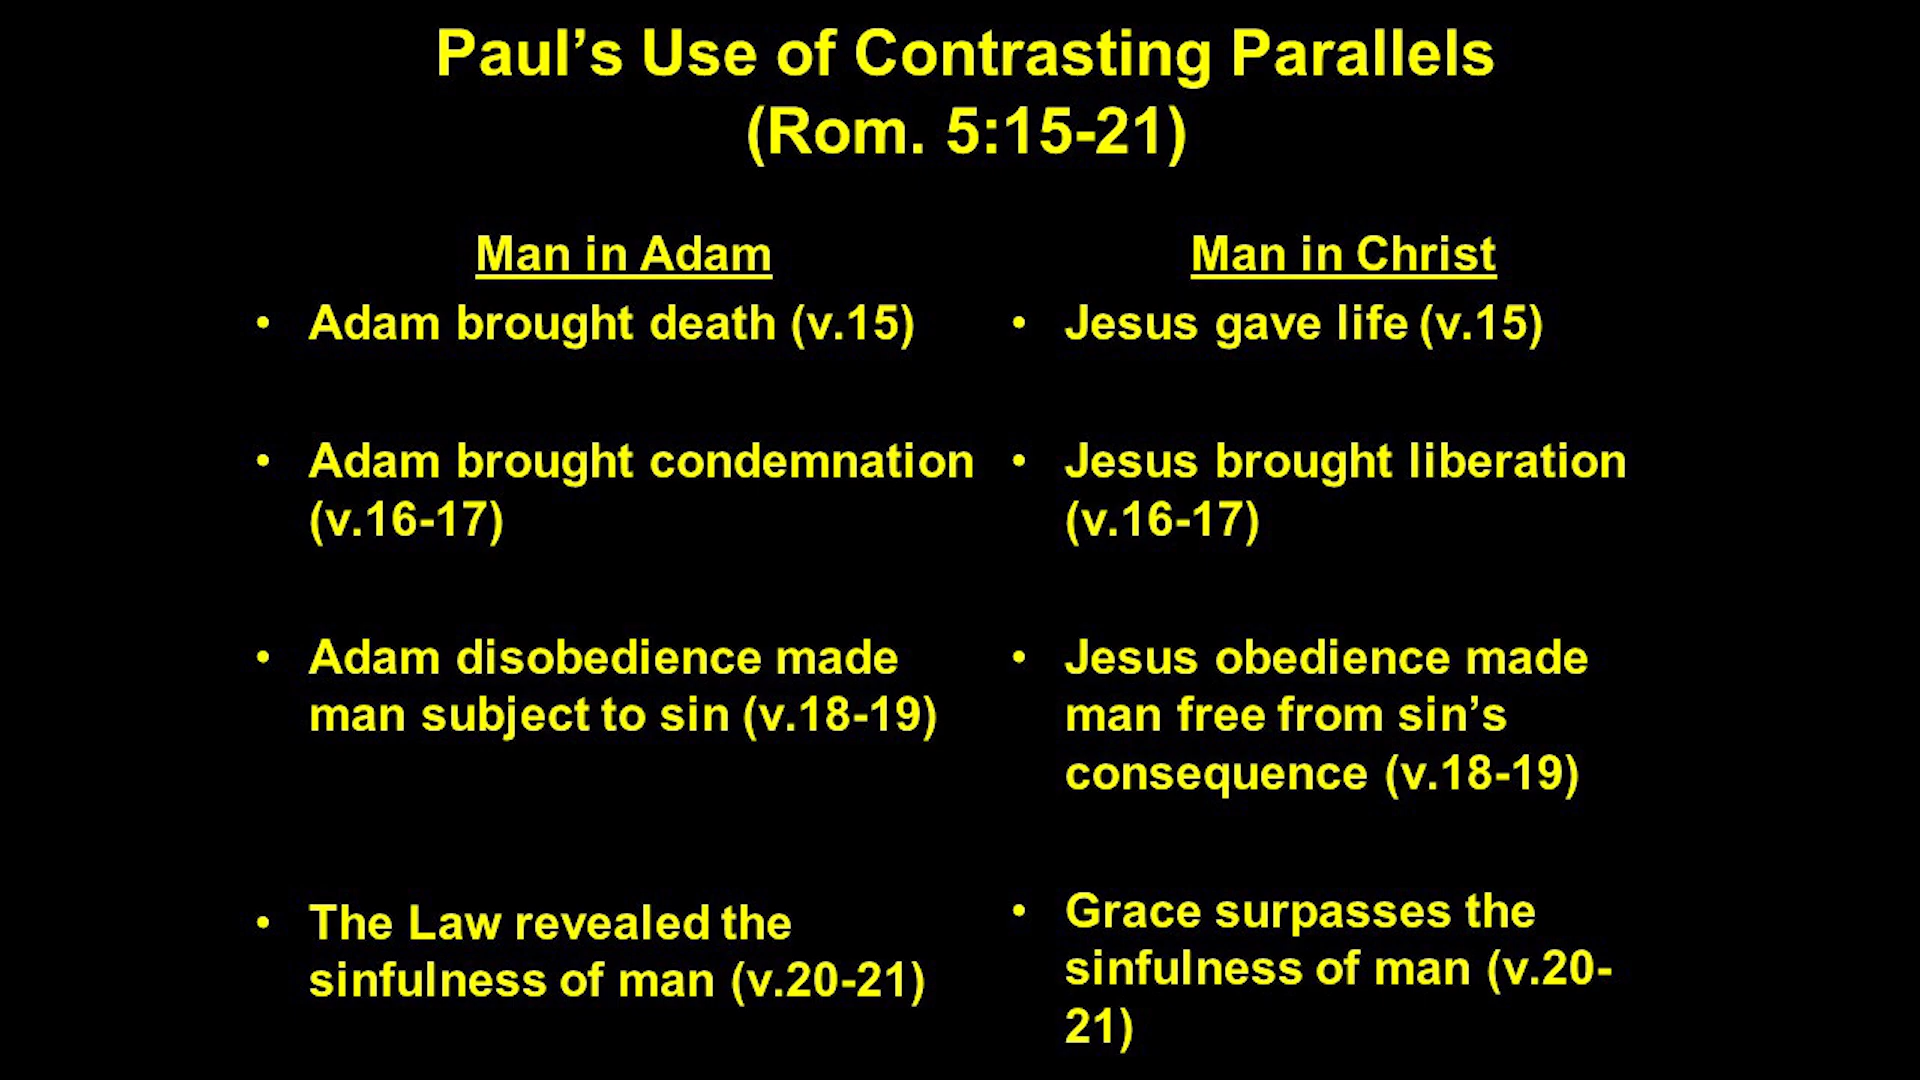 Paul’s Use of Contrasting Parallels
(Rom. 5:15-21)
Man in Adam
• Adam brought death (v.15)
• Adam brought condemnation
(v.16-17)
• Adam disobedience made
man subject to sin (v.18-19)
• The Law revealed the
sinfulness of man (v.20-21)
Man in Christ
• Jesus gave life (v.15)
• Jesus brought liberation
(v.16-17)
• Jesus obedience made
man free from sin’s
consequence (v.18-19)
• Grace surpasses the
sinfulness of man (v.20-
21)